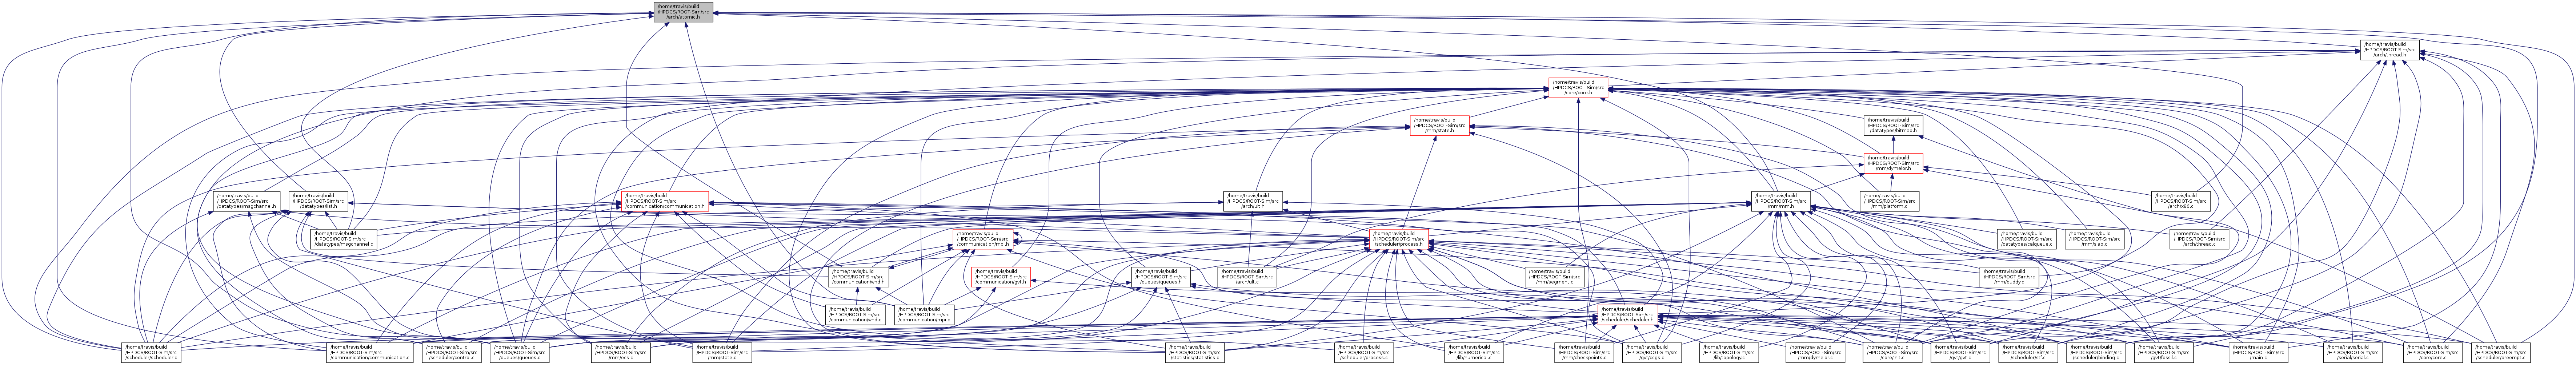 /home/travis/build
/HPDCS/ROOT-Sim/src
/arch/atomic.h
/home/travis/build
/HPDCS/ROOT-Sim/src
/arch/thread.h
/home/travis/build
/HPDCS/ROOT-Sim/src
/core/core.h
/home/travis/build
/HPDCS/ROOT-Sim/src
/mm/state.h
/home/travis/build
/HPDCS/ROOT-Sim/src
/datatypes/bitmap.h
/home/travis/build
/HPDCS/ROOT-Sim/src
/mm/dymelor.h
/home/travis/build
/HPDCS/ROOT-Sim/src
/datatypes/msgchannel.h
/home/travis/build
/HPDCS/ROOT-Sim/src
/datatypes/list.h
/home/travis/build
/HPDCS/ROOT-Sim/src
/communication/communication.h
/home/travis/build
/HPDCS/ROOT-Sim/src
/arch/ult.h
/home/travis/build
/HPDCS/ROOT-Sim/src
/mm/mm.h
/home/travis/build
/HPDCS/ROOT-Sim/src
/mm/platform.c
/home/travis/build
/HPDCS/ROOT-Sim/src
/arch/x86.c
/home/travis/build
/HPDCS/ROOT-Sim/src
/datatypes/msgchannel.c
/home/travis/build
/HPDCS/ROOT-Sim/src
/communication/mpi.h
/home/travis/build
/HPDCS/ROOT-Sim/src
/scheduler/process.h
/home/travis/build
/HPDCS/ROOT-Sim/src
/datatypes/calqueue.c
/home/travis/build
/HPDCS/ROOT-Sim/src
/mm/slab.c
/home/travis/build
/HPDCS/ROOT-Sim/src
/arch/thread.c
/home/travis/build
/HPDCS/ROOT-Sim/src
/communication/wnd.h
/home/travis/build
/HPDCS/ROOT-Sim/src
/communication/gvt.h
/home/travis/build
/HPDCS/ROOT-Sim/src
/queues/queues.h
/home/travis/build
/HPDCS/ROOT-Sim/src
/arch/ult.c
/home/travis/build
/HPDCS/ROOT-Sim/src
/mm/segment.c
/home/travis/build
/HPDCS/ROOT-Sim/src
/mm/buddy.c
/home/travis/build
/HPDCS/ROOT-Sim/src
/communication/wnd.c
/home/travis/build
/HPDCS/ROOT-Sim/src
/communication/mpi.c
/home/travis/build
/HPDCS/ROOT-Sim/src
/scheduler/scheduler.h
/home/travis/build
/HPDCS/ROOT-Sim/src
/scheduler/scheduler.c
/home/travis/build
/HPDCS/ROOT-Sim/src
/communication/communication.c
/home/travis/build
/HPDCS/ROOT-Sim/src
/scheduler/control.c
/home/travis/build
/HPDCS/ROOT-Sim/src
/queues/queues.c
/home/travis/build
/HPDCS/ROOT-Sim/src
/mm/ecs.c
/home/travis/build
/HPDCS/ROOT-Sim/src
/mm/state.c
/home/travis/build
/HPDCS/ROOT-Sim/src
/statistics/statistics.c
/home/travis/build
/HPDCS/ROOT-Sim/src
/scheduler/process.c
/home/travis/build
/HPDCS/ROOT-Sim/src
/lib/numerical.c
/home/travis/build
/HPDCS/ROOT-Sim/src
/mm/checkpoints.c
/home/travis/build
/HPDCS/ROOT-Sim/src
/gvt/ccgs.c
/home/travis/build
/HPDCS/ROOT-Sim/src
/lib/topology.c
/home/travis/build
/HPDCS/ROOT-Sim/src
/mm/dymelor.c
/home/travis/build
/HPDCS/ROOT-Sim/src
/core/init.c
/home/travis/build
/HPDCS/ROOT-Sim/src
/gvt/gvt.c
/home/travis/build
/HPDCS/ROOT-Sim/src
/scheduler/stf.c
/home/travis/build
/HPDCS/ROOT-Sim/src
/scheduler/binding.c
/home/travis/build
/HPDCS/ROOT-Sim/src
/gvt/fossil.c
/home/travis/build
/HPDCS/ROOT-Sim/src
/main.c
/home/travis/build
/HPDCS/ROOT-Sim/src
/serial/serial.c
/home/travis/build
/HPDCS/ROOT-Sim/src
/core/core.c
/home/travis/build
/HPDCS/ROOT-Sim/src
/scheduler/preempt.c